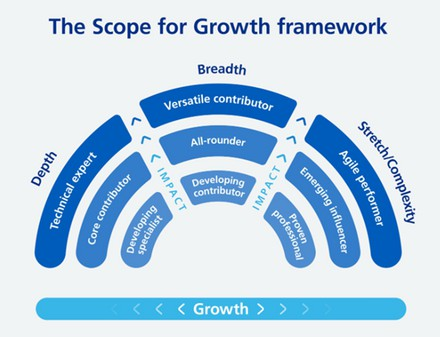 The Scope for Growth framework
Breadth
Depth
Stretch/Complexity
Technical expert
Versatile contributor
Agile performer
Core contributor
All-rounder
Emerging influencer
Developing
specialist
Developing
contributor
Proven
professional
IMPACT
IMPACT
Growth